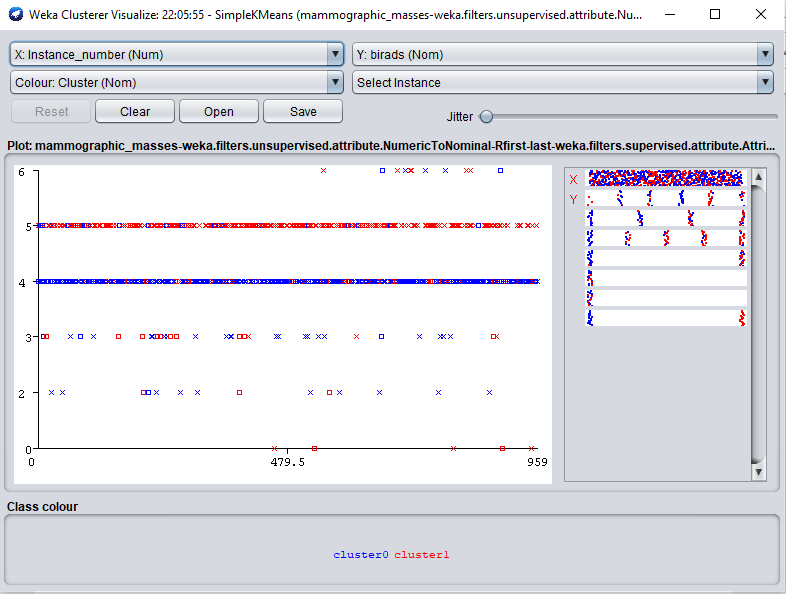 Weka Clusterer Visualize: 22:05:55 - SimpleKMeans (mammographic_masses-weka.filters.unsupervised.attribute.Nu...
X: Instance_number (Num) Y: birads (Nom)
Colour: Cluster (Nom) Select Instance
Reset Clear Open Save Jitter
Plot: mammographic_masses-weka.filters.unsupervised.attribute.NumericToNominal-Rfirst-last-weka.filters.supervised.attribute.Attri...
6
5
4
3
2
0
0 479.5 959
X
Y
Class colour
cluster0 cluster1